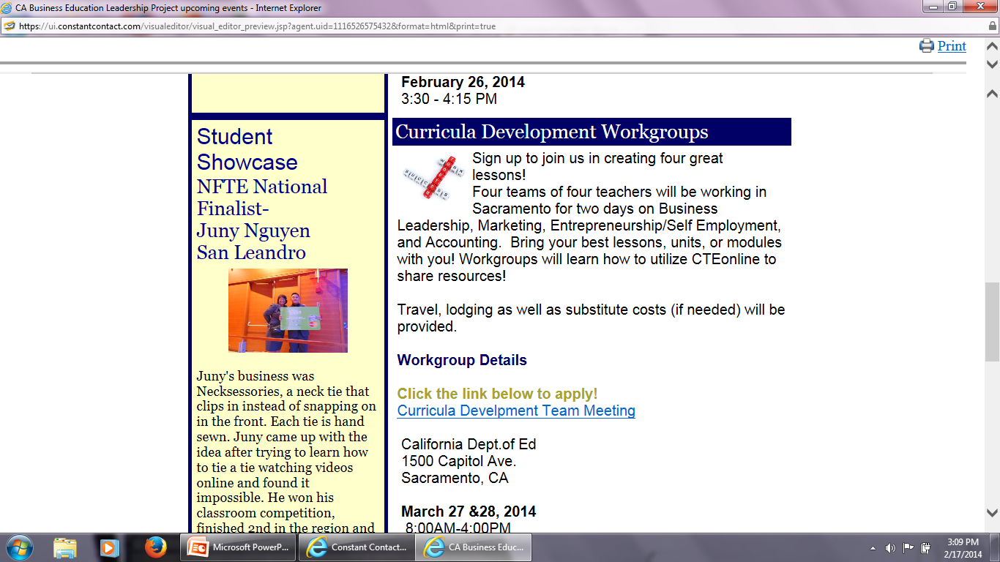 CA Business Education Leadership Project upcoming events - Internet Explorer
https://ui.constantcontact.com/visualeditor/visual_editor_preview.jsp?agent.uid=1116526575432&format=html&print=true
Print
Student
Showcase
NFTE National
Finalist-
Juny Nguyen
San Leandro
Juny's business was
Necksessories, a neck tie that
clips in instead of snapping on
in the front. Each tie is hand
sewn. Juny came up with the
idea after trying to learn how
to tie a tie watching videos
online and found it
impossible. He won his
classroom competition,
finished 2nd in the region and
February 26, 2014
3:30 - 4:15 PM
Curricula Development Workgroups
SUCCESS
WORK
TOGETHER
Sign up to join us in creating four great
lessons!
Four teams of four teachers will be working in
Sacramento for two days on Business
Leadership, Marketing, Entrepreneurship/Self Employment,
and Accounting.  Bring your best lessons, units, or modules
with you! Workgroups will learn how to utilize CTEonline to
share resources!
Travel, lodging as well as substitute costs (if needed) will be
provided.
Workgroup Details
Click the link below to apply!
Curricula Develpment Team Meeting
California Dept.of Ed
1500 Capitol Ave.
Sacramento, CA
March 27 &28, 2014
8:00AM-4:00PM
Microsoft PowerP...
Constant Contact...
CA Business Educ...
3:09 PM
2/17/2014